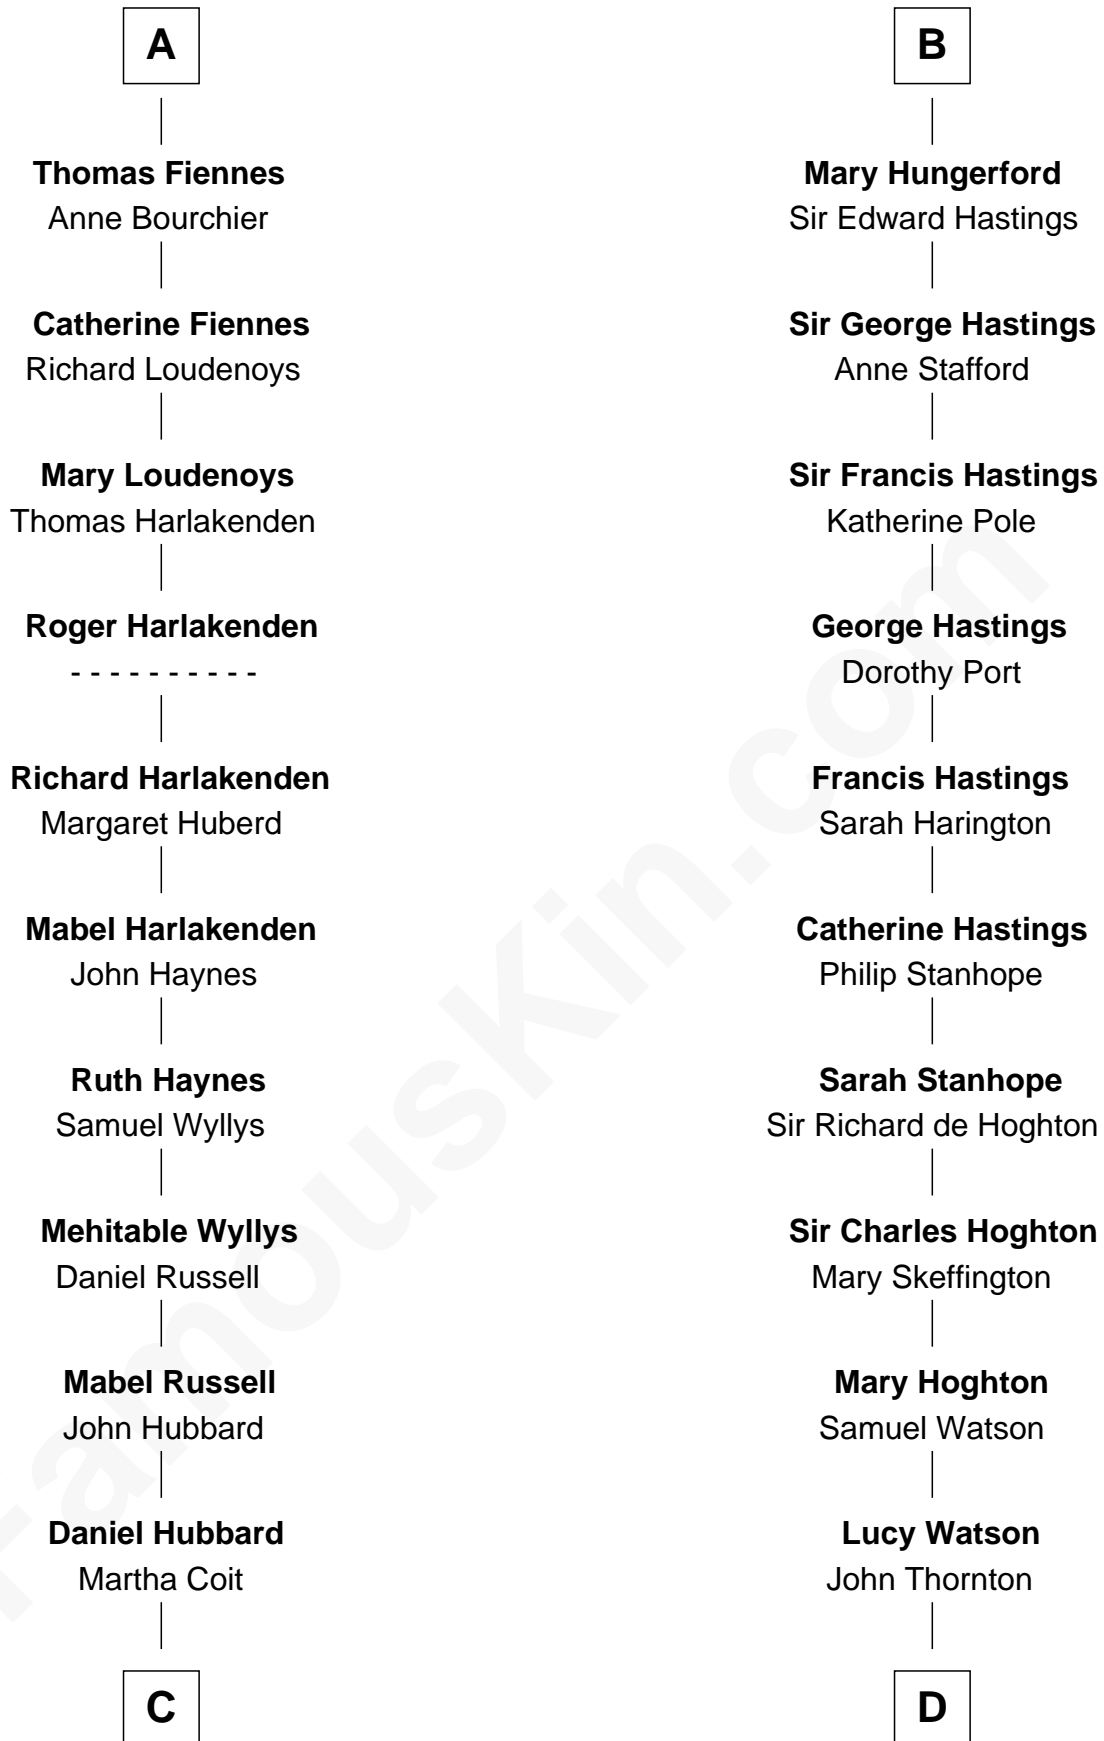 A
Thomas Fiennes
Anne Bourchier
Catherine Fiennes
Richard Loudenoys
Mary Loudenoys
Thomas Harlakenden
Roger Harlakenden
- - - - - - - - - -
Richard Harlakenden
Margaret Huberd
Mabel Harlakenden
John Haynes
Ruth Haynes
Samuel Wyllys
Mehitable Wyllys
Daniel Russell
Mabel Russell
John Hubbard
Daniel Hubbard
Martha Coit
C
B
Mary Hungerford
Sir Edward Hastings
Sir George Hastings
Anne Stafford
Sir Francis Hastings
Katherine Pole
George Hastings
Dorothy Port
Francis Hastings
Sarah Harington
Catherine Hastings
Philip Stanhope
Sarah Stanhope
Sir Richard de Hoghton
Sir Charles Hoghton
Mary Skeffington
Mary Hoghton
Samuel Watson
Lucy Watson
John Thornton
D
FamousKin.com